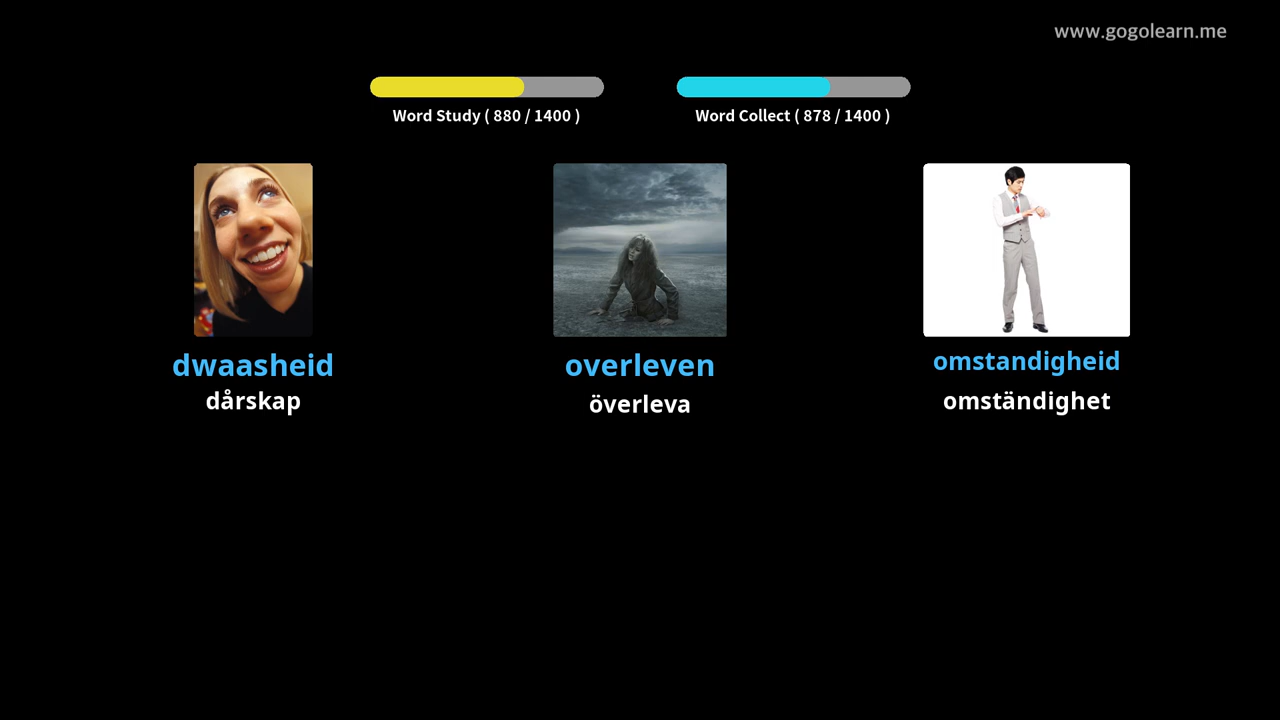 www.gogolearn.me
Word Study ( 880 / 1400 )
Word Collect ( 878 / 1400 )
dwaasheid
dårskap
overleven
överleva
omstandigheid
omständighet